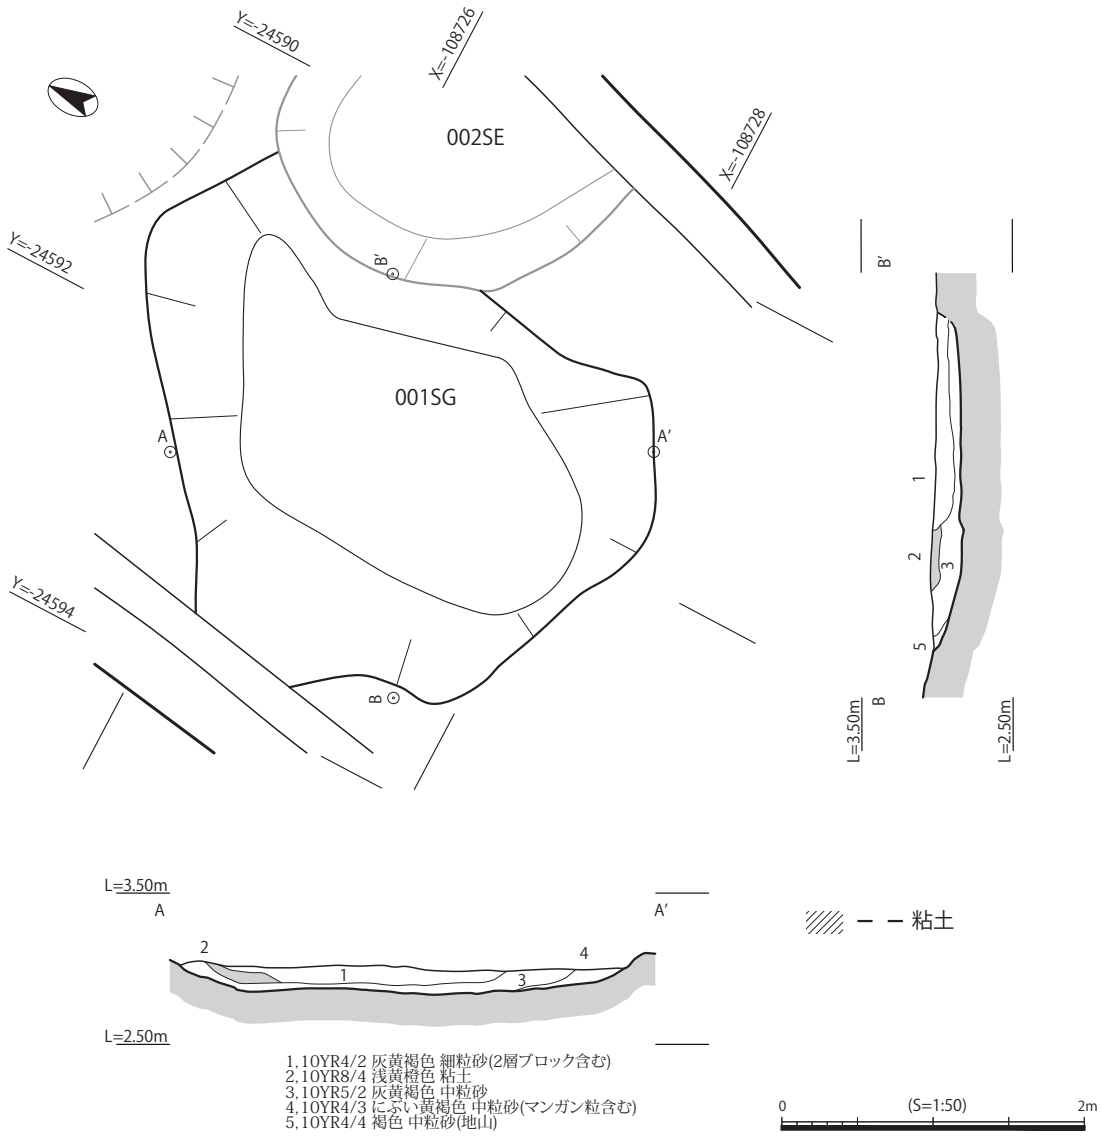 Y=-24590
X=-108726
002SE
X=-108728
Y=-24592
B′
B′
001SG
A
A′
1
2
3
Y=-24594
5
B
B
L=3.50m
L=2.50m
L=3.50m
A
A′
粘土
2
4
1
3
L=2.50m
1,10YR4/2 灰黄褐色 細粒砂(2層ブロック含む)
2,10YR8/4 浅黄橙色 粘土
3,10YR5/2 灰黄褐色 中粒砂
4,10YR4/3 にぶい黄褐色 中粒砂(マンガン粒含む)
5,10YR4/4 褐色 中粒砂(地山)
0
(S=1:50)
2m